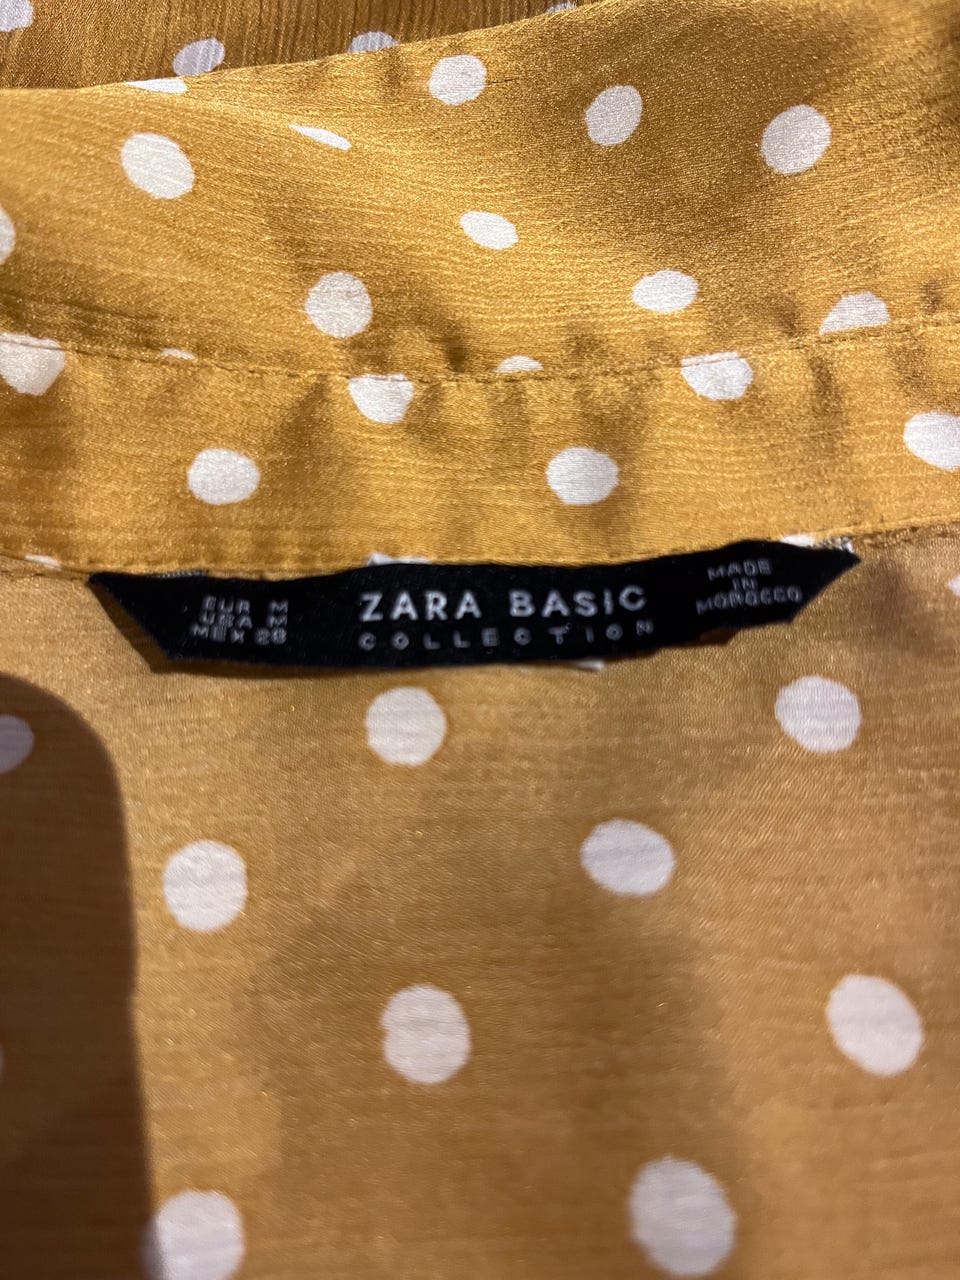 EUR M
USA M
MEX 28
ZARA BASIC
COLLECTION
MADE
IN
MOROCCO